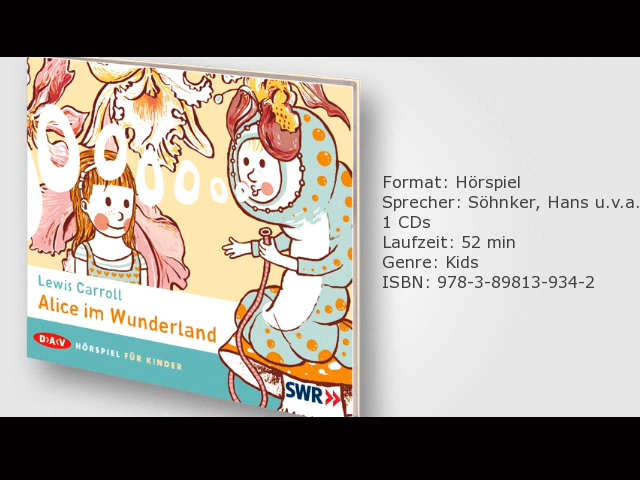 Lewis Carroll
Alice im Wunderland
D>A<V
HÖRSPIEL FÜR KINDER
SWR>>
Format: Hörspiel
Sprecher: Söhnker, Hans u.v.a.
1 CDs
Laufzeit: 52 min
Genre: Kids
ISBN: 978-3-89813-934-2